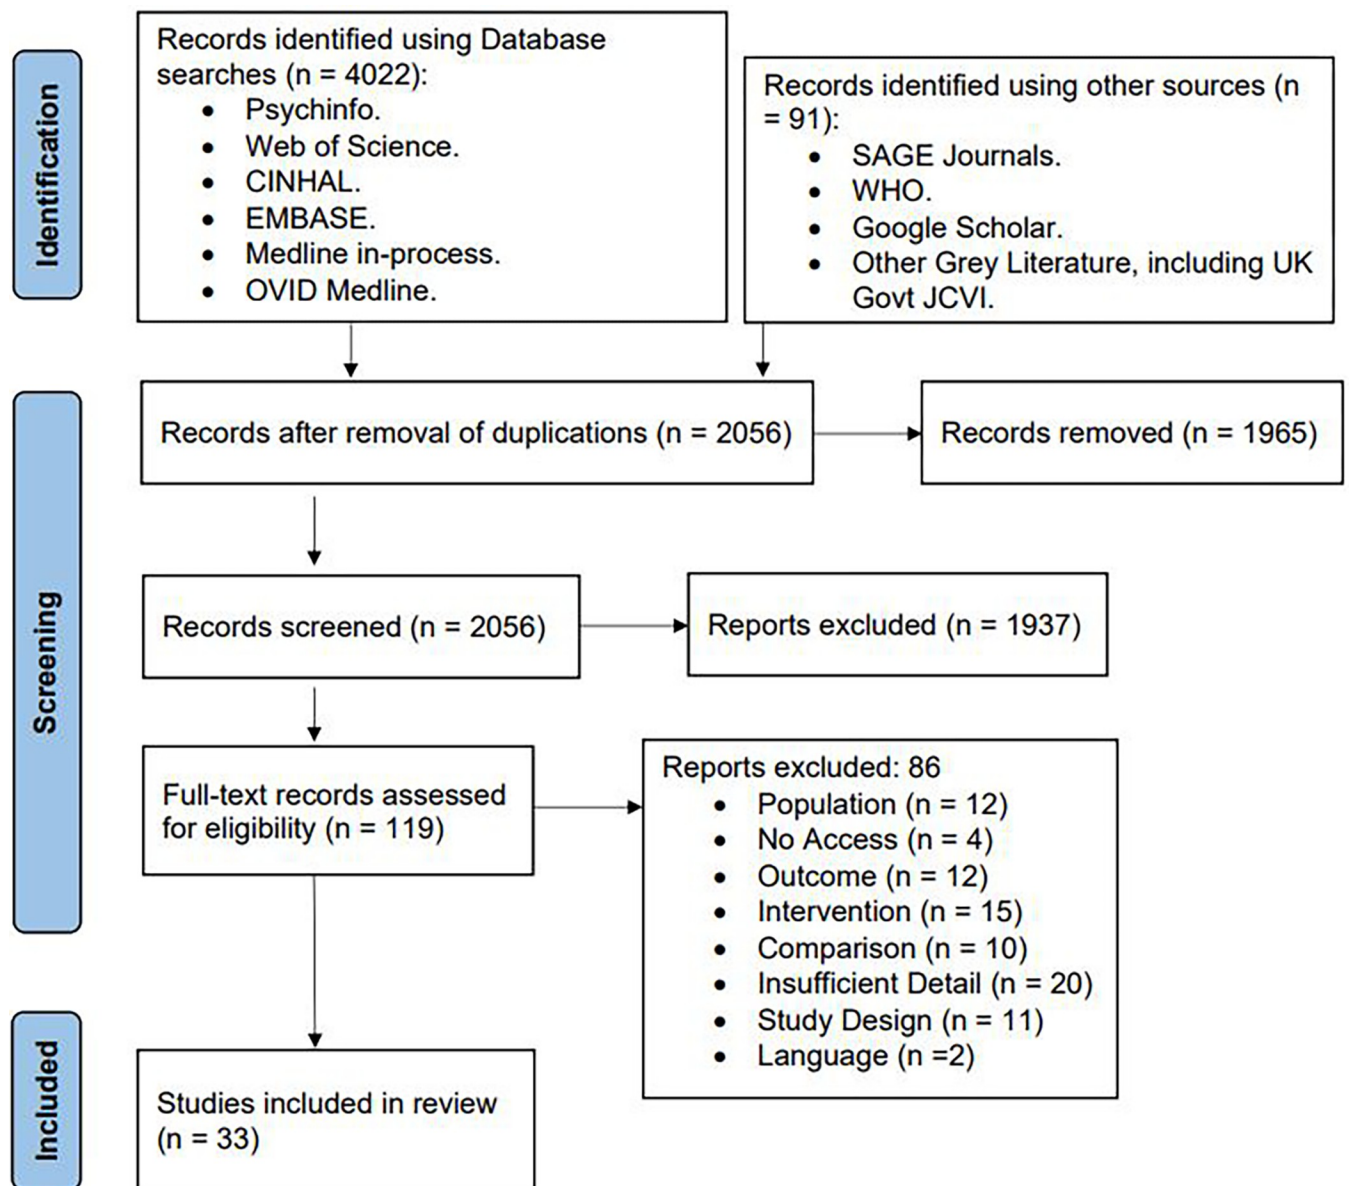 Identification
Records identified using Database
searches (n = 4022):
• Psychinfo.
• Web of Science.
• CINHAL.
• EMBASE.
• Medline in-process.
• OVID Medline.
Records identified using other sources (n
= 91):
• SAGE Journals.
• WHO.
• Google Scholar.
• Other Grey Literature, including UK
Govt JCVI.
Screening
Records after removal of duplications (n = 2056)
Records removed (n = 1965)
Records screened (n = 2056)
Reports excluded (n = 1937)
Full-text records assessed
for eligibility (n = 119)
Reports excluded: 86
• Population (n = 12)
• No Access (n = 4)
• Outcome (n = 12)
• Intervention (n = 15)
• Comparison (n = 10)
• Insufficient Detail (n = 20)
• Study Design (n = 11)
• Language (n =2)
Included
Studies included in review
(n = 33)